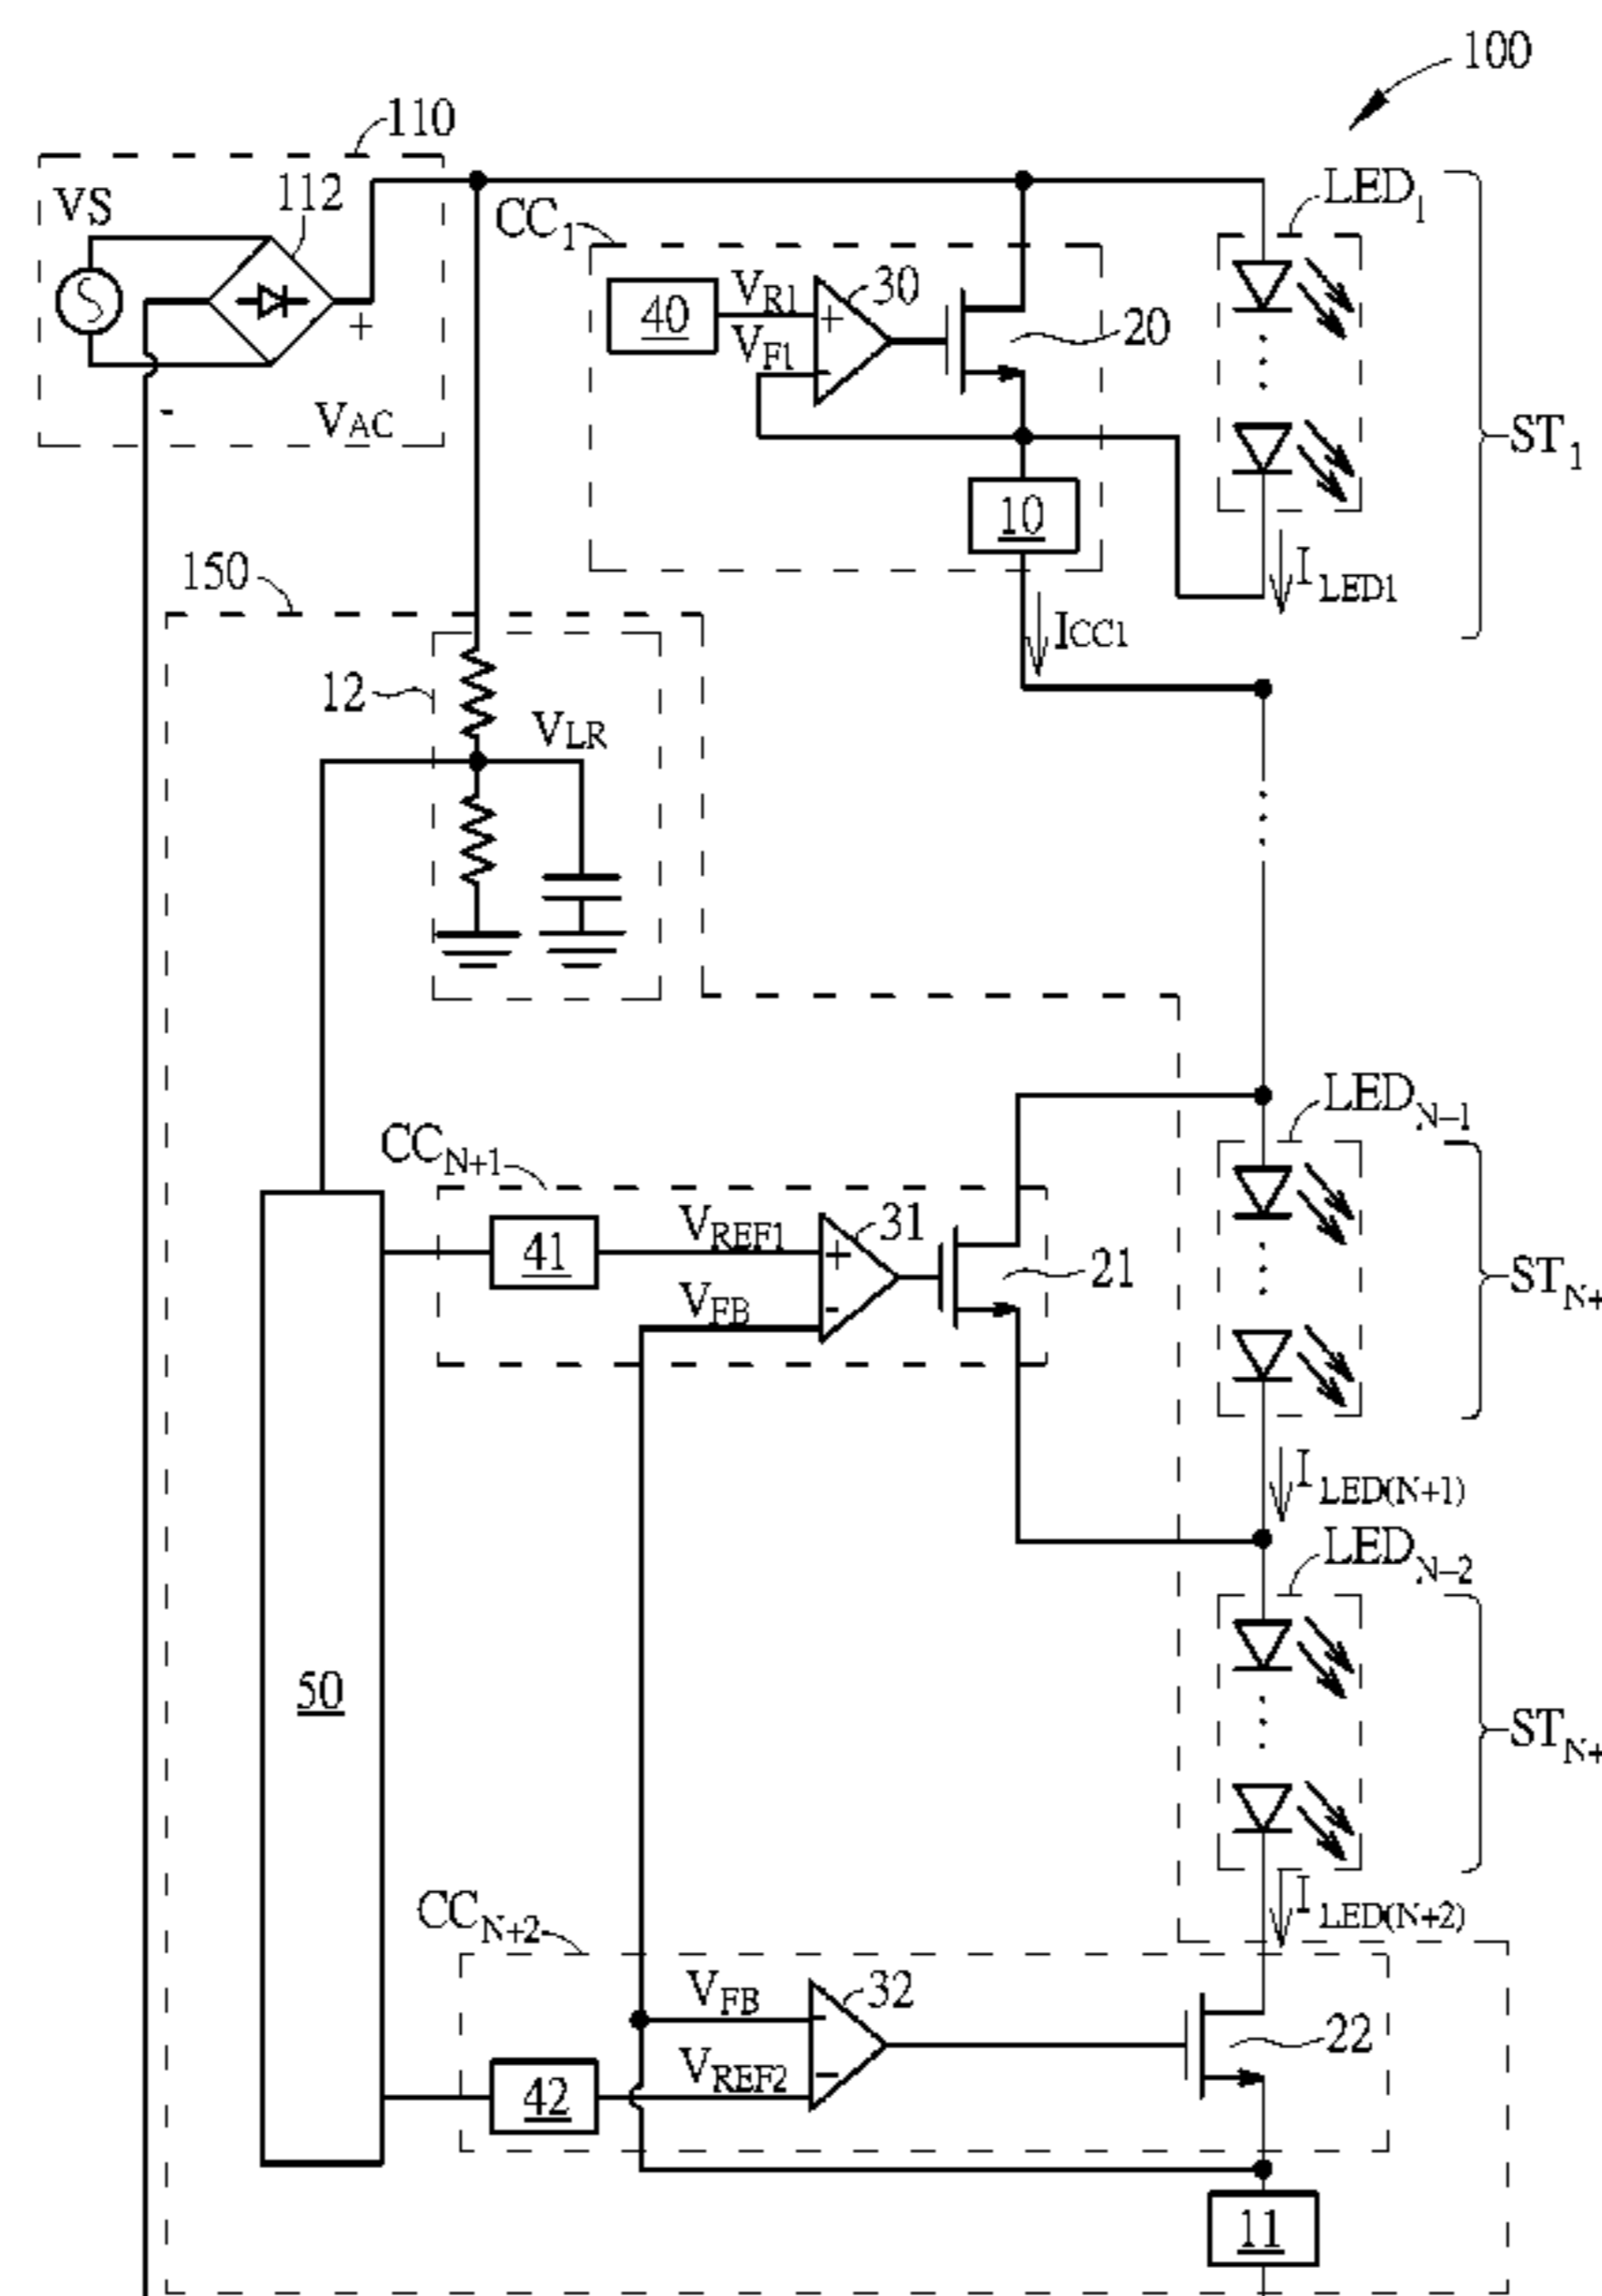 100
110
VS
112
+
-
VAC
CC1
40
VR1
VF1
+
-
30
20
10
ICC1
LED1
ILED1
ST1
150
12
VLR
CCN+1
41
VREF1
VFB
+
-
31
21
LEDN-1
STN+
ILED(N+1)
LEDN-2
STN+
ILED(N+2)
50
CCN+2
VFB
VREF2
-
-
32
42
22
11